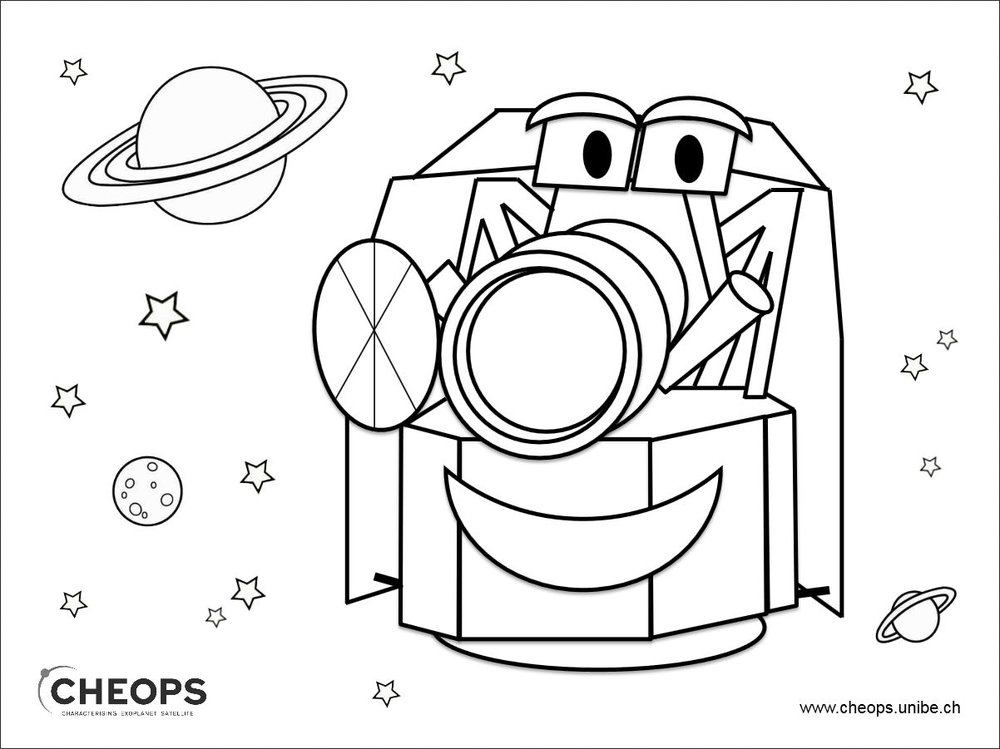 CHEOPS
CHARACTERISING EXOPLANET SATELLITE
www.cheops.unibe.ch